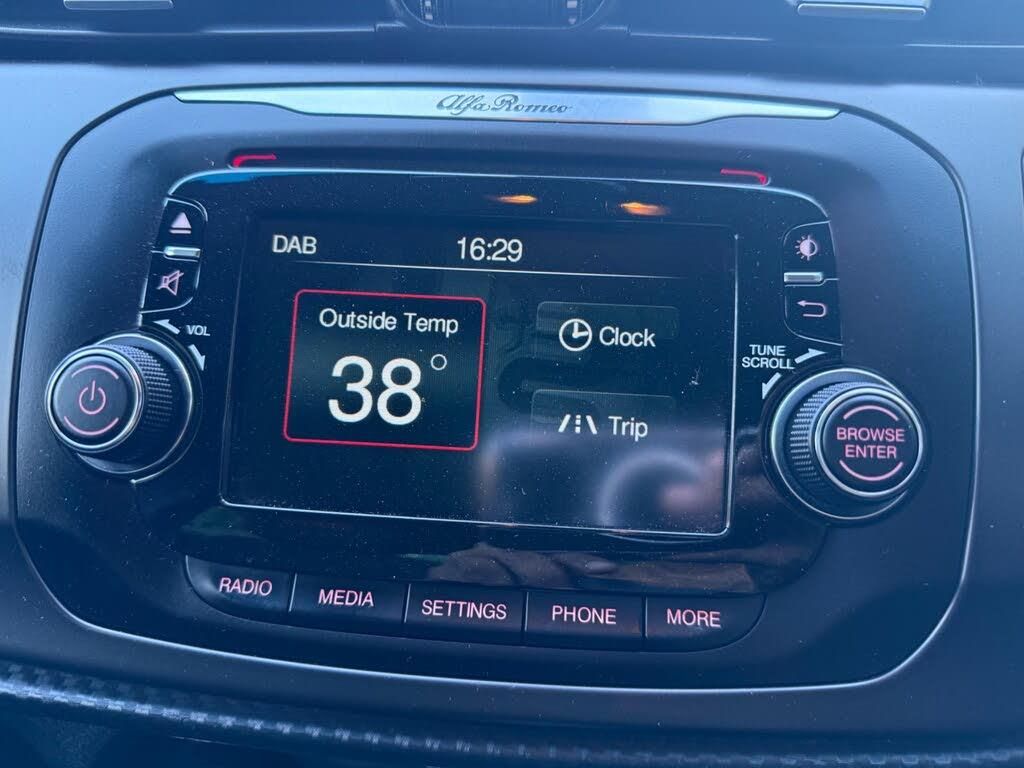 Alfa Romeo
DAB
16:29
Outside Temp
38°
Clock
Trip
VOL
TUNE
SCROLL
BROWSE
ENTER
RADIO
MEDIA
SETTINGS
PHONE
MORE